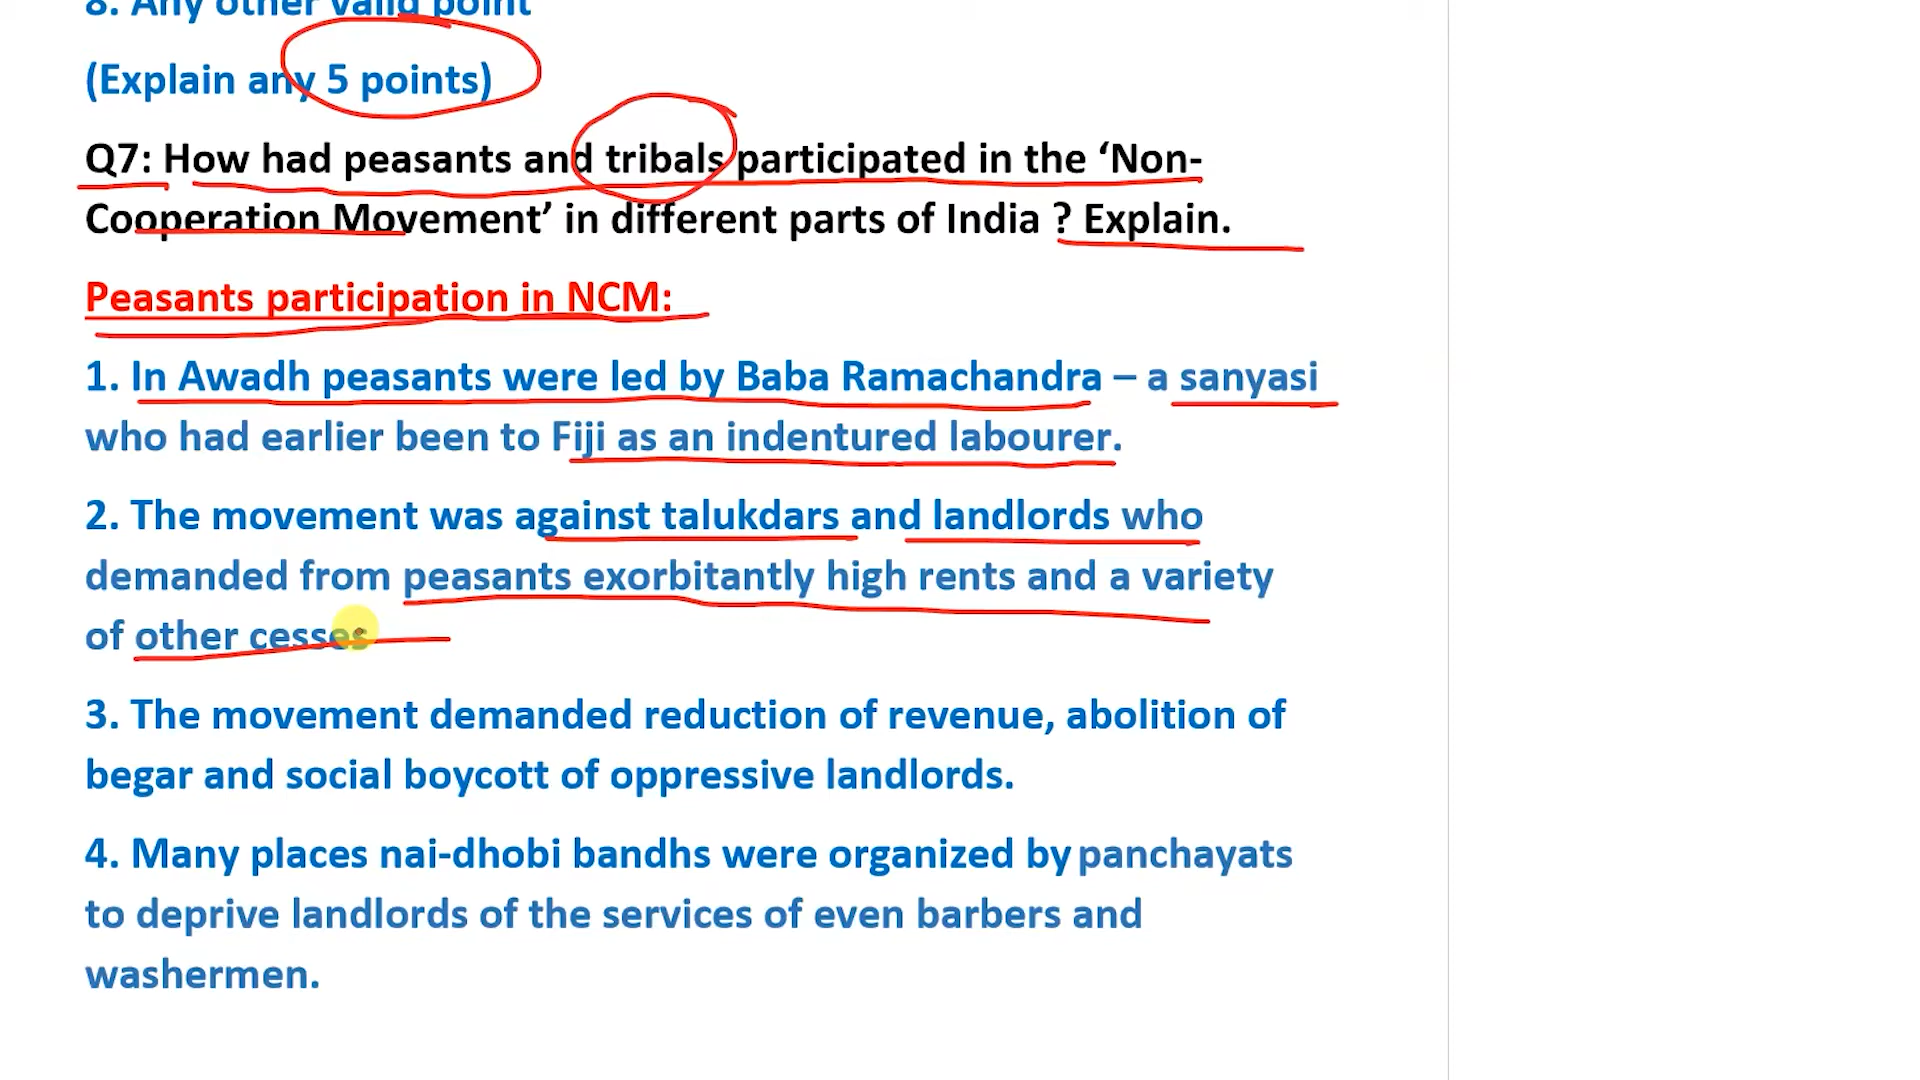 8. Any other valid point
(Explain any 5 points)
Q7: How had peasants and tribals participated in the ‘Non-
Cooperation Movement’ in different parts of India ? Explain.
Peasants participation in NCM:
1. In Awadh peasants were led by Baba Ramachandra – a sanyasi
who had earlier been to Fiji as an indentured labourer.
2. The movement was against talukdars and landlords who
demanded from peasants exorbitantly high rents and a variety
of other cesses
3. The movement demanded reduction of revenue, abolition of
begar and social boycott of oppressive landlords.
4. Many places nai-dhobi bandhs were organized by panchayats
to deprive landlords of the services of even barbers and
washermen.